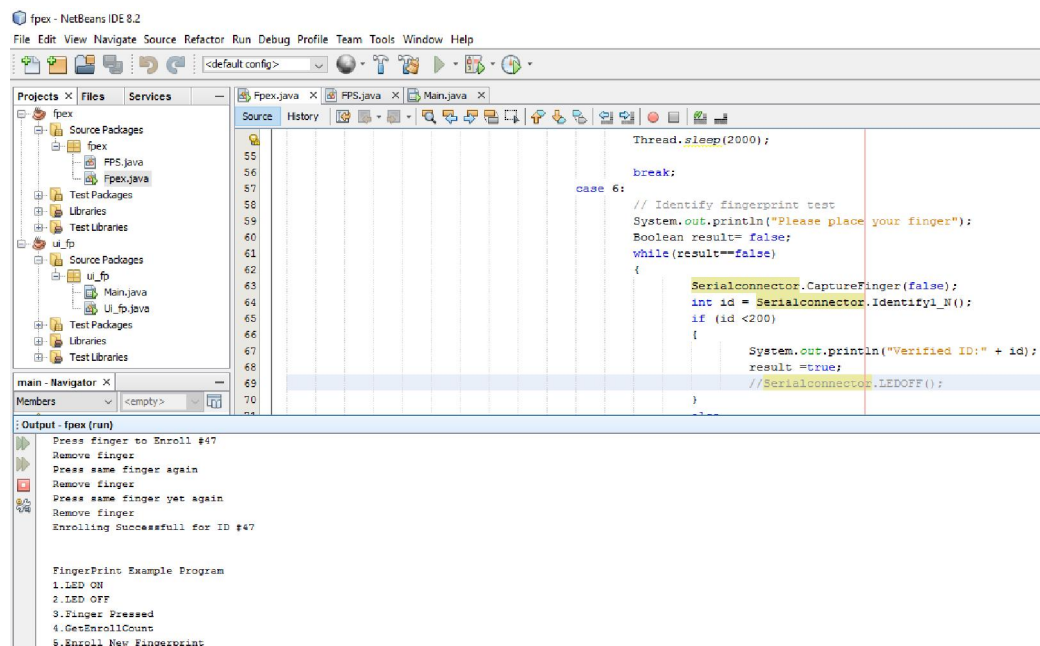 fpex - NetBeans IDE 8.2
File Edit View Navigate Source Refactor Run Debug Profile Team Tools Window Help
<default config>
Projects Files Services
fpex
Source Packages
fpex
FPS.java
Fpex.java
Test Packages
Libraries
Test Libraries
ui_fp
Source Packages
ui_fp
Main.java
Ui_fp.java
Test Packages
Libraries
Test Libraries
main - Navigator
Members <empty>
Fpex.java FPS.java Main.java
Source History
Thread.sleep(2000);
55
56 break;
57 case 6:
58 // Identify fingerprint test
59 System.out.println("Please place your finger");
60 Boolean result= false;
61 while(result==false)
62 {
63 Serialconnector.CaptureFinger(false);
64 int id = Serialconnector.Identify1_N();
65 if (id <200)
66 {
67 System.out.println("Verified ID:" + id);
68 result =true;
69 //Serialconnector.LEDOFF();
70 }
71 else
Output - fpex (run)
Press finger to Enroll #47
Remove finger
Press same finger again
Remove finger
Press same finger yet again
Remove finger
Enrolling Successfull for ID #47
FingerPrint Example Program
1.LED ON
2.LED OFF
3.Finger Pressed
4.GetEnrollCount
5.Enroll New Fingerprint